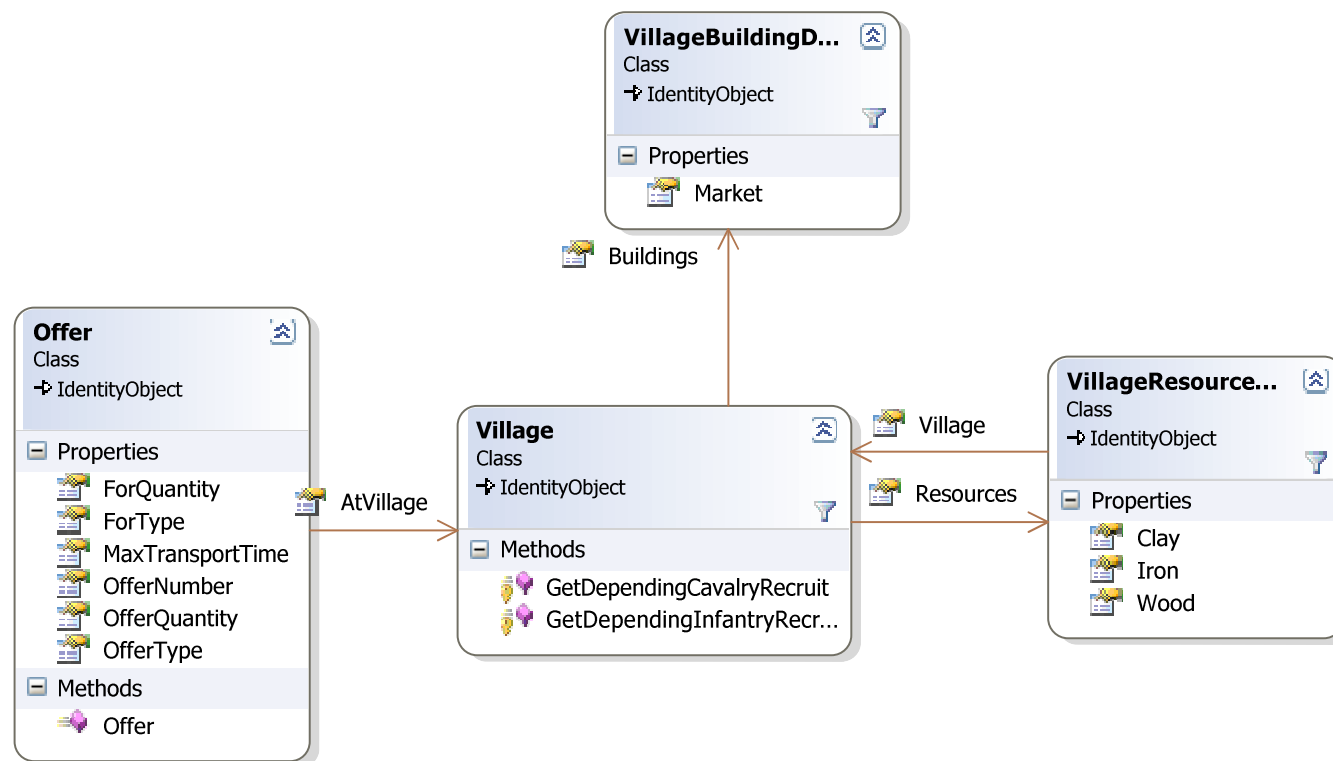 VillageBuildingD...
Class
IdentityObject
Properties
Market
Buildings
Offer
Class
IdentityObject
Properties
ForQuantity
ForType
MaxTransportTime
OfferNumber
OfferQuantity
OfferType
Methods
Offer
AtVillage
Village
Class
IdentityObject
Methods
GetDependingCavalryRecruit
GetDependingInfantryRecr...
Village
Resources
VillageResource...
Class
IdentityObject
Properties
Clay
Iron
Wood